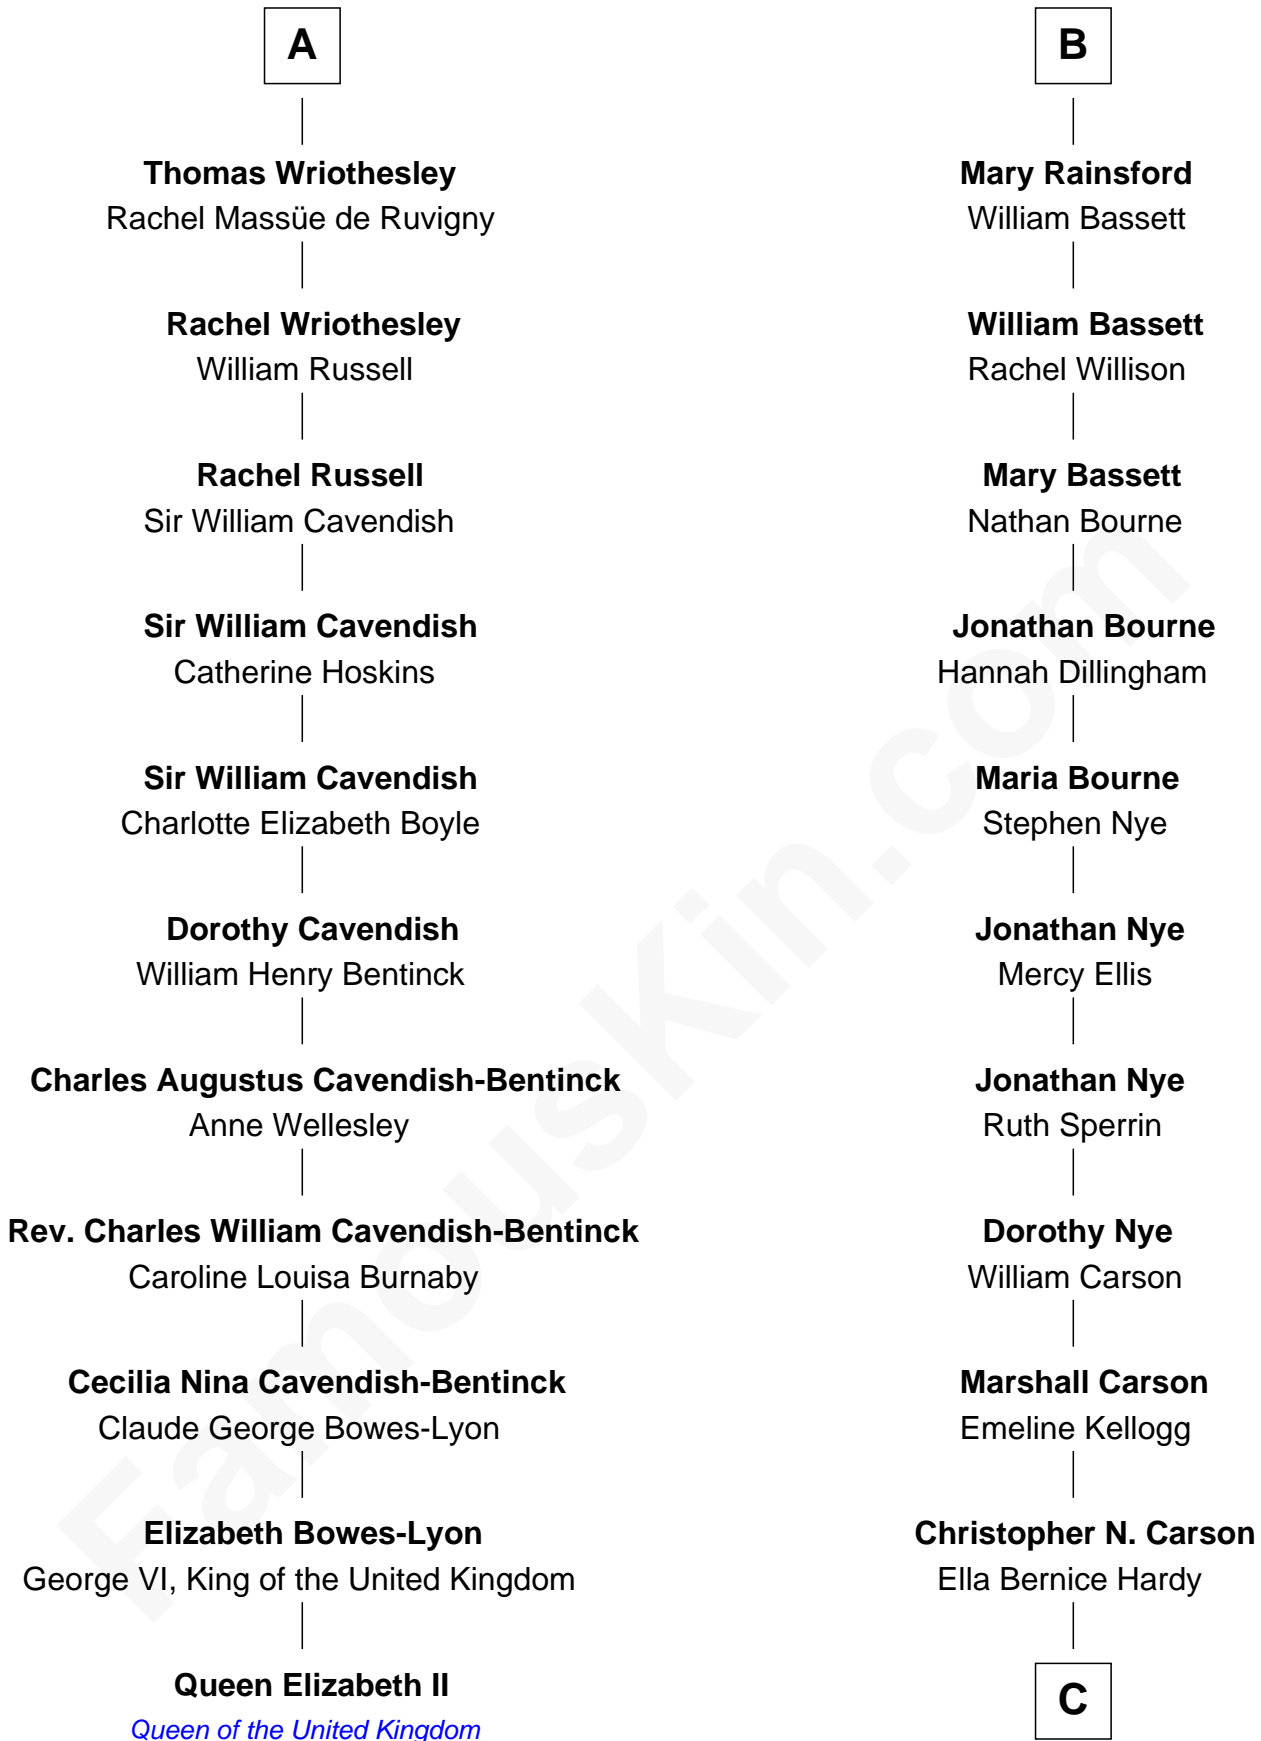 A
Thomas Wriothesley
Rachel Massüe de Ruvigny
Rachel Wriothesley
William Russell
Rachel Russell
Sir William Cavendish
Sir William Cavendish
Catherine Hoskins
Sir William Cavendish
Charlotte Elizabeth Boyle
Dorothy Cavendish
William Henry Bentinck
Charles Augustus Cavendish-Bentinck
Anne Wellesley
Rev. Charles William Cavendish-Bentinck
Caroline Louisa Burnaby
Cecilia Nina Cavendish-Bentinck
Claude George Bowes-Lyon
Elizabeth Bowes-Lyon
George VI, King of the United Kingdom
Queen Elizabeth II
Queen of the United Kingdom
B
Mary Rainsford
William Bassett
William Bassett
Rachel Willison
Mary Bassett
Nathan Bourne
Jonathan Bourne
Hannah Dillingham
Maria Bourne
Stephen Nye
Jonathan Nye
Mercy Ellis
Jonathan Nye
Ruth Sperrin
Dorothy Nye
William Carson
Marshall Carson
Emeline Kellogg
Christopher N. Carson
Ella Bernice Hardy
C
FamousKin.com